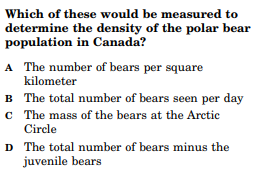 Which of these would be measured to
determine the density of the polar bear
population in Canada?
A The number of bears per square
kilometer
B The total number of bears seen per day
C The mass of the bears at the Arctic
Circle
D The total number of bears minus the
juvenile bears